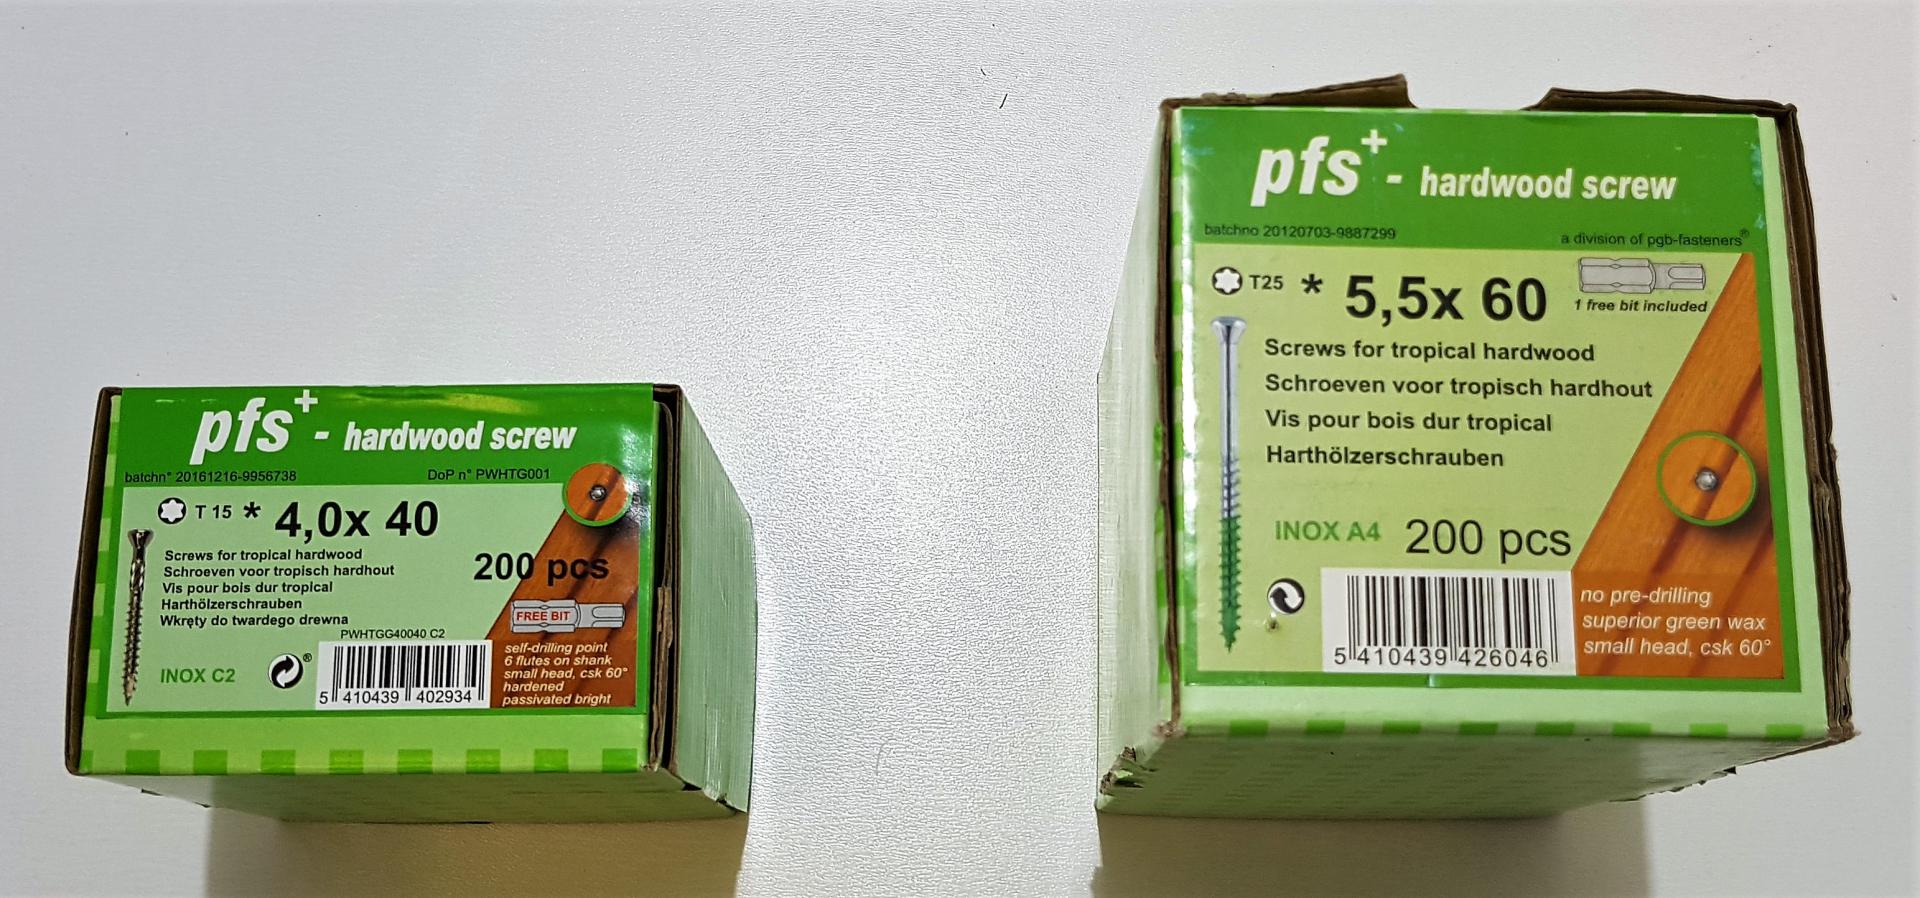 pfs+ - hardwood screw
batchn° 20161216-9956738 DoP n° PWHTG001
T 15 * 4,0x 40
Screws for tropical hardwood
Schroeven voor tropisch hardhout
Vis pour bois dur tropical
Harthölzerschrauben
Wkręty do twardego drewna
200 pcs
FREE BIT
PWHTGG40040 C2
INOX C2
®
5 410439 402934
self-drilling point
6 flutes on shank
small head, csk 60°
hardened
passivated bright
pfs+ - hardwood screw
batchno 20120703-9887299 a division of pgb-fasteners®
T25 * 5,5x 60
1 free bit included
Screws for tropical hardwood
Schroeven voor tropisch hardhout
Vis pour bois dur tropical
Harthölzerschrauben
INOX A4 200 pcs
5 410439 426046
no pre-drilling
superior green wax
small head, csk 60°